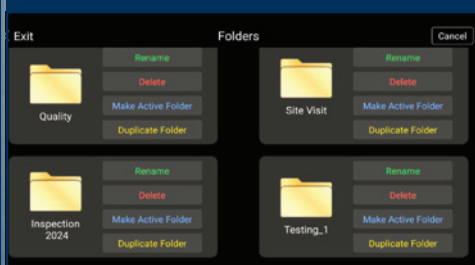 Exit
Folders
Cancel
Rename
Delete
Make Active Folder
Duplicate Folder
Quality
Rename
Delete
Make Active Folder
Duplicate Folder
Site Visit
Rename
Delete
Make Active Folder
Duplicate Folder
Inspection
2024
Rename
Delete
Make Active Folder
Duplicate Folder
Testing_1